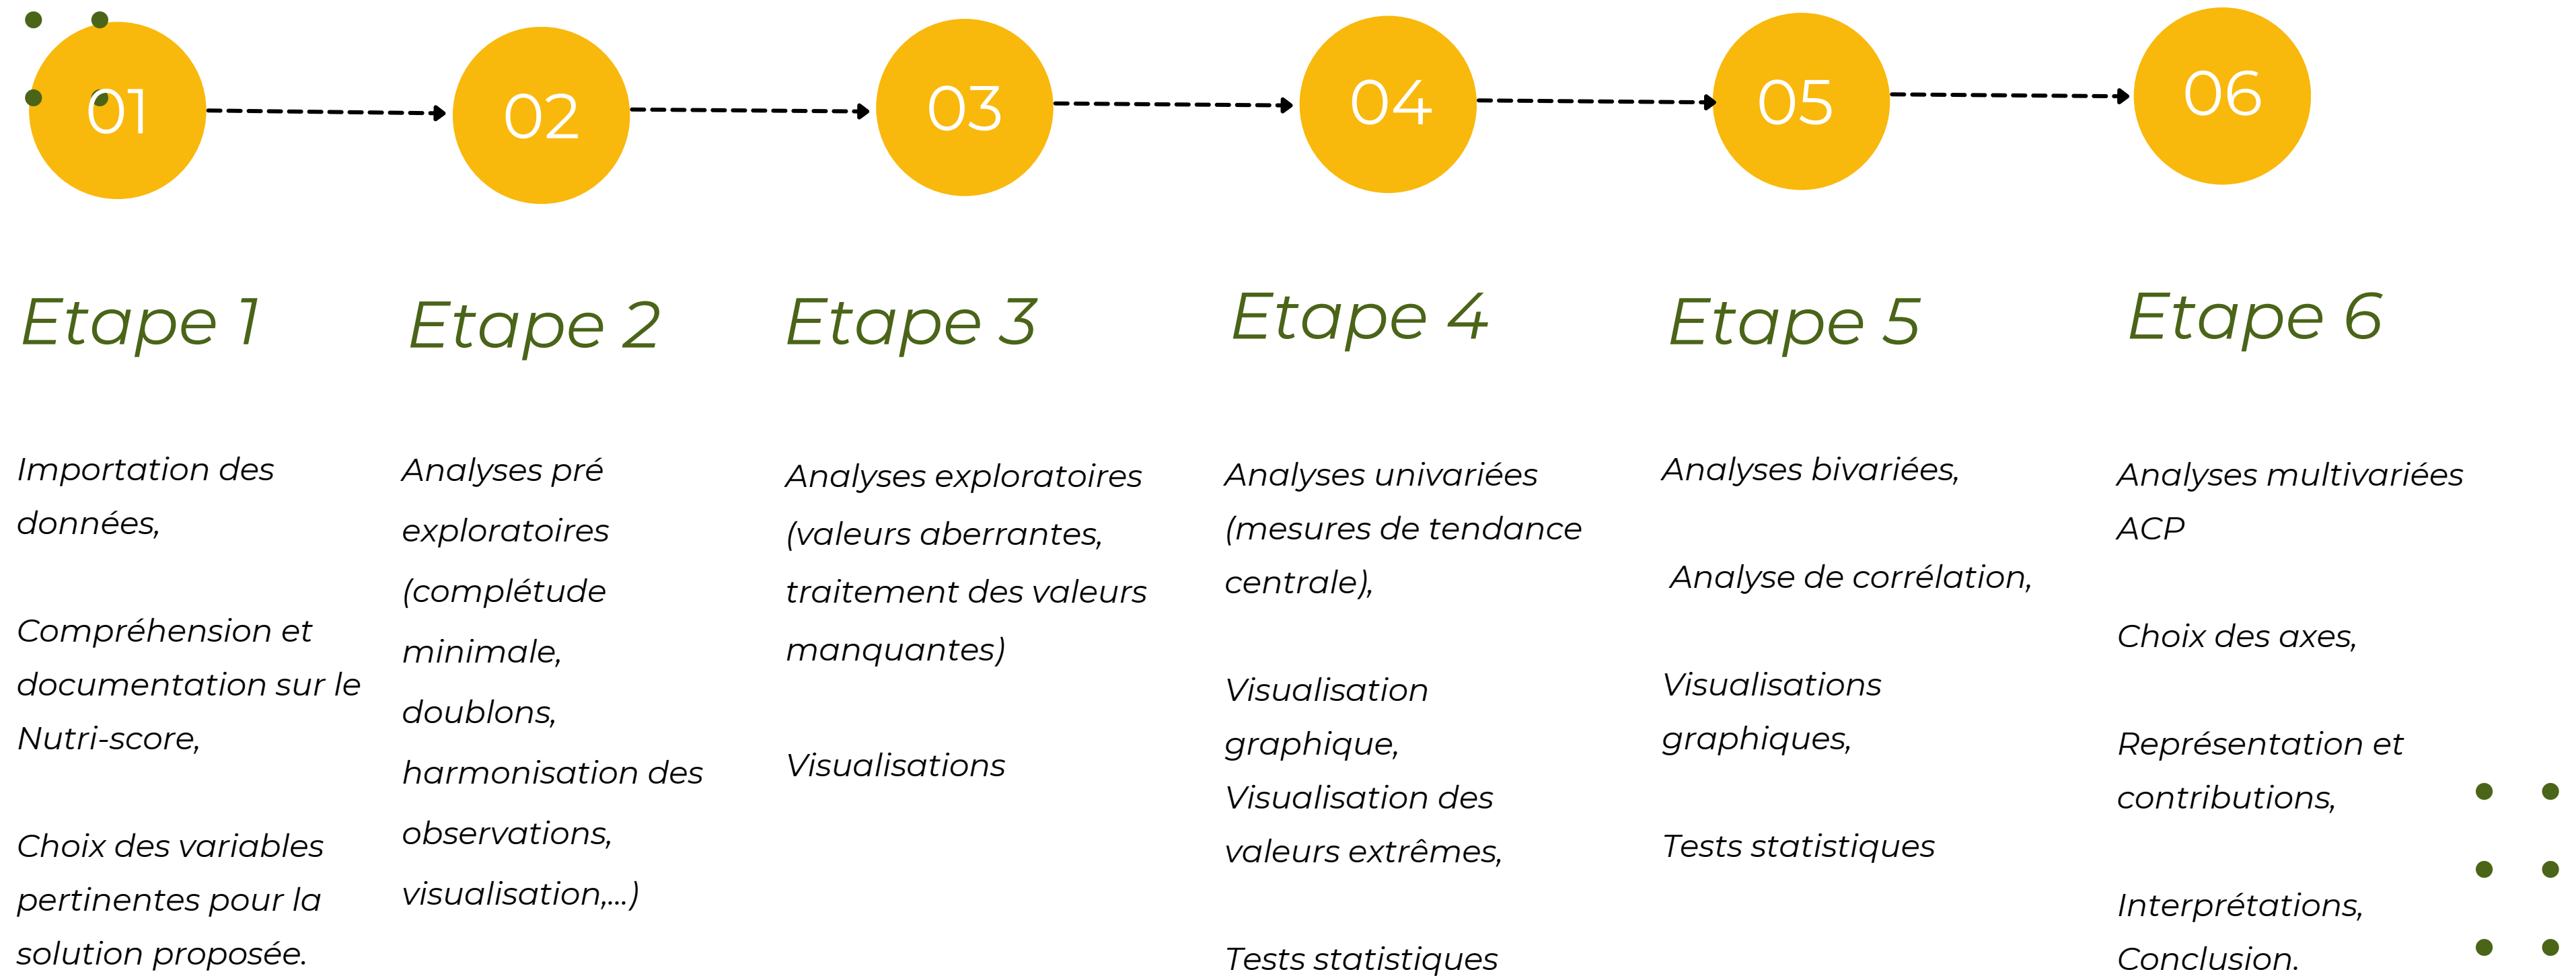 01
02
03
04
05
06
Etape 1
Importation des
données,
Compréhension et
documentation sur le
Nutri-score,
Choix des variables
pertinentes pour la
solution proposée.
Etape 2
Analyses pré
exploratoires
(complétude
minimale,
doublons,
harmonisation des
observations,
visualisation,...)
Etape 3
Analyses exploratoires
(valeurs aberrantes,
traitement des valeurs
manquantes)
Visualisations
Etape 4
Analyses univariées
(mesures de tendance
centrale),
Visualisation
graphique,
Visualisation des
valeurs extrêmes,
Tests statistiques
Etape 5
Analyses bivariées,
Analyse de corrélation,
Visualisations
graphiques,
Tests statistiques
Etape 6
Analyses multivariées
ACP
Choix des axes,
Représentation et
contributions,
Interprétations,
Conclusion.